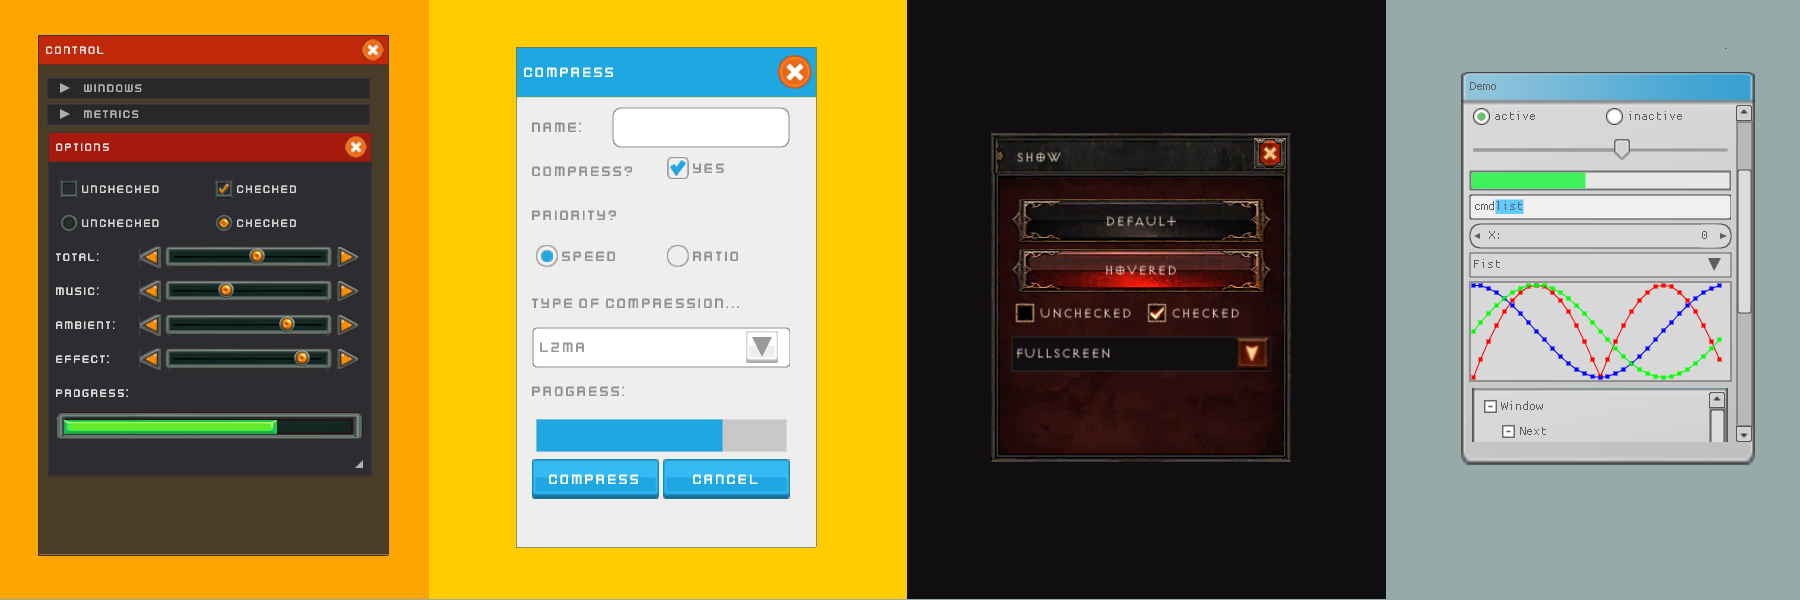 CONTROL
WINDOWS
METRICS
OPTIONS
UNCHECKED CHECKED
UNCHECKED CHECKED
TOTAL:
MUSIC:
AMBIENT:
EFFECT:
PROGRESS:
COMPRESS
NAME:
COMPRESS? YES
PRIORITY?
SPEED RATIO
TYPE OF COMPRESSION...
LZMA
PROGRESS:
COMPRESS CANCEL
SHOW
DEFAULT
HOVERED
UNCHECKED CHECKED
FULLSCREEN
Demo
active inactive
cmdlist
X: 0
Fist
Window
Next